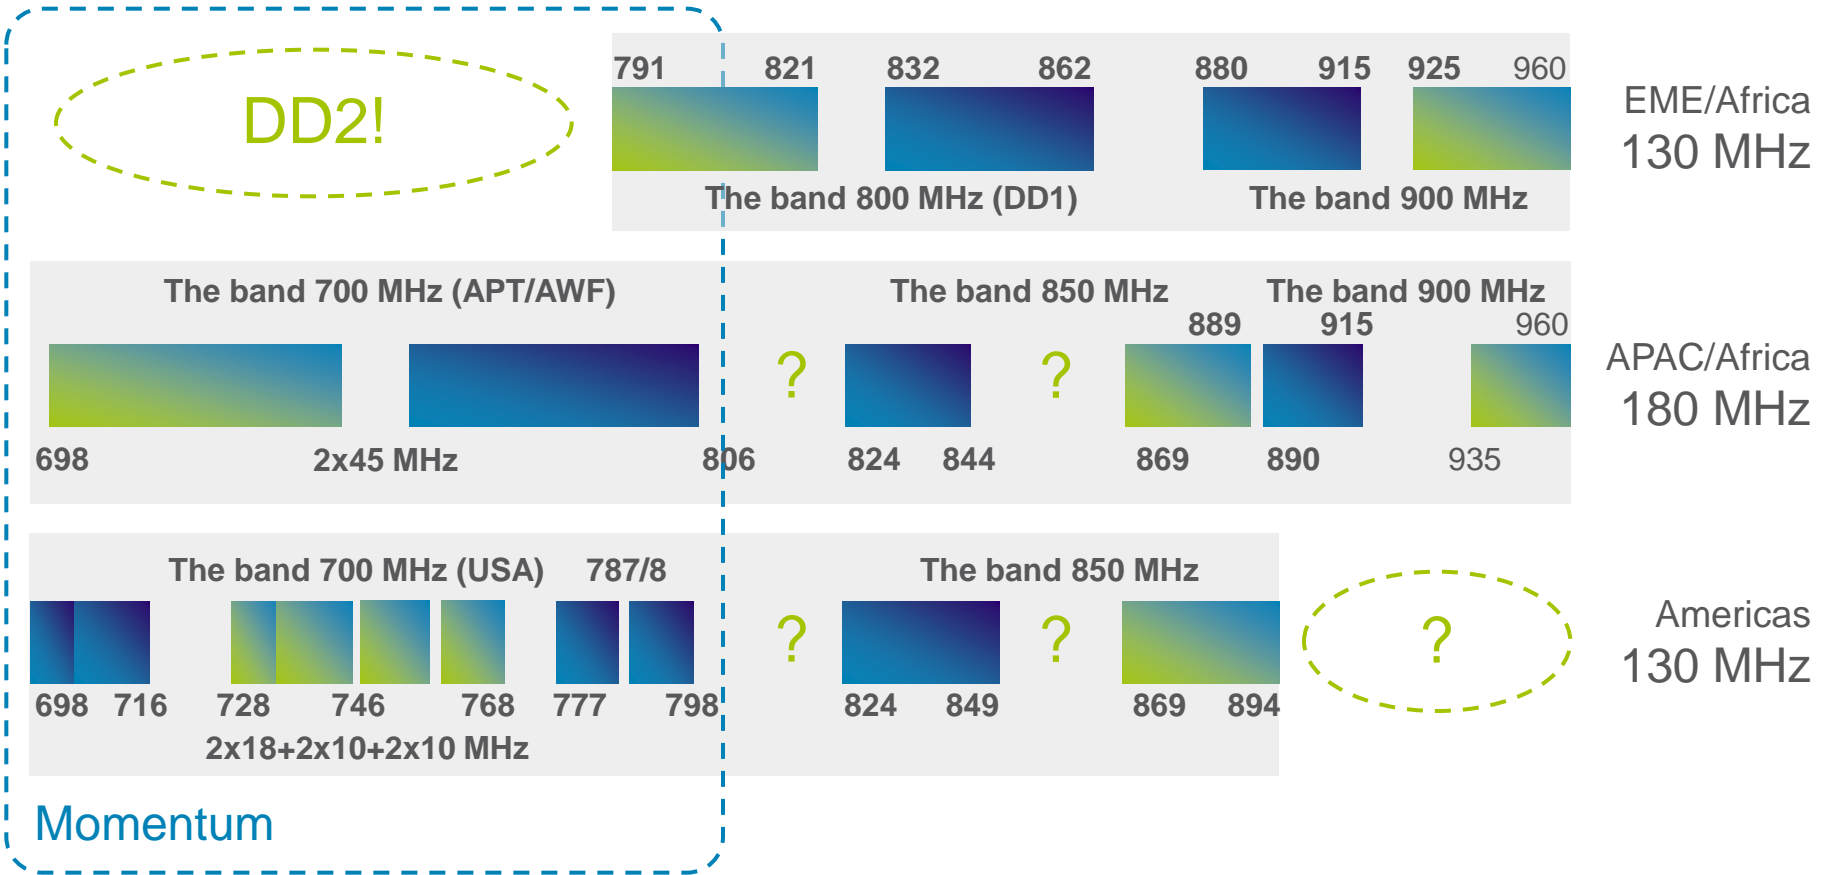 791 821 832 862 880 915 925 960
DD2!
EME/Africa
130 MHz
The band 800 MHz (DD1) The band 900 MHz
The band 700 MHz (APT/AWF) The band 850 MHz The band 900 MHz
889 915 960
? ?
APAC/Africa
180 MHz
698 2x45 MHz 806 824 844 869 890 935
The band 700 MHz (USA) 787/8 The band 850 MHz
? ? ?
Americas
130 MHz
698 716 728 746 768 777 798 824 849 869 894
2x18+2x10+2x10 MHz
Momentum